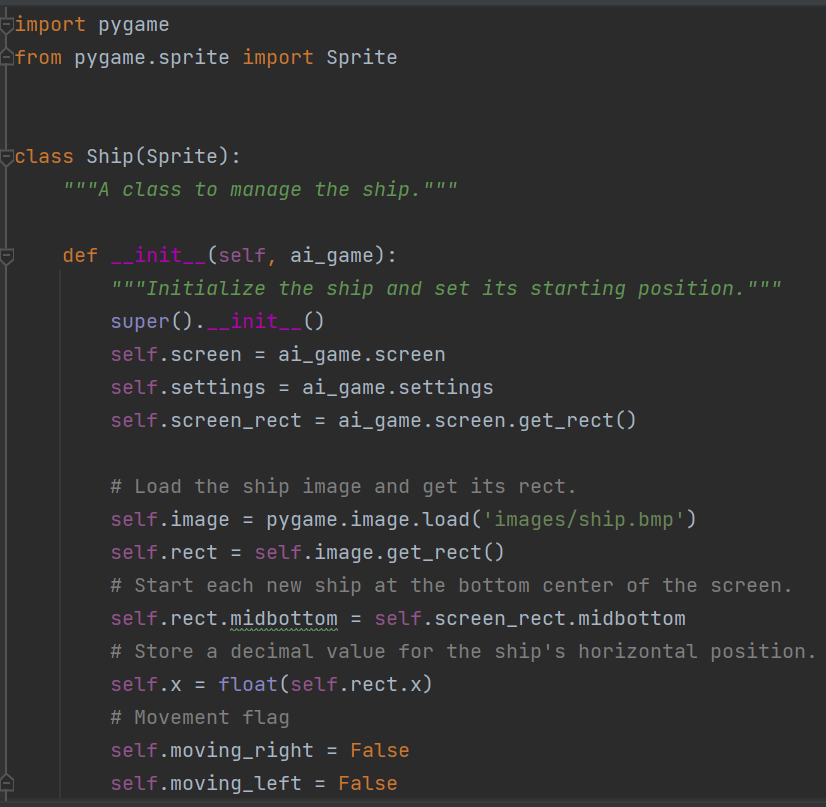 import pygame
from pygame.sprite import Sprite
class Ship(Sprite):
"""A class to manage the ship."""
def __init__(self, ai_game):
"""Initialize the ship and set its starting position."""
super().__init__()
self.screen = ai_game.screen
self.settings = ai_game.settings
self.screen_rect = ai_game.screen.get_rect()
# Load the ship image and get its rect.
self.image = pygame.image.load('images/ship.bmp')
self.rect = self.image.get_rect()
# Start each new ship at the bottom center of the screen.
self.rect.midbottom = self.screen_rect.midbottom
# Store a decimal value for the ship's horizontal position.
self.x = float(self.rect.x)
# Movement flag
self.moving_right = False
self.moving_left = False